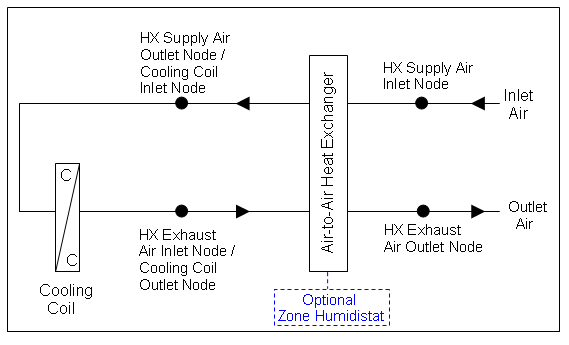 HX Supply Air
Outlet Node /
Cooling Coil
Inlet Node
HX Supply Air
Inlet Node
Inlet
Air
Air-to-Air Heat Exchanger
C
C
Cooling
Coil
HX Exhaust
Air Inlet Node /
Cooling Coil
Outlet Node
HX Exhaust
Air Outlet Node
Outlet
Air
Optional
Zone Humidistat